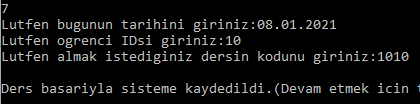 7
Lutfen bugunun tarihini giriniz:08.01.2021
Lutfen ogrenci IDsi giriniz:10
Lutfen almak istediginiz dersin kodunu giriniz:1010
Ders basariyla sisteme kaydedildi.(Devam etmek icin